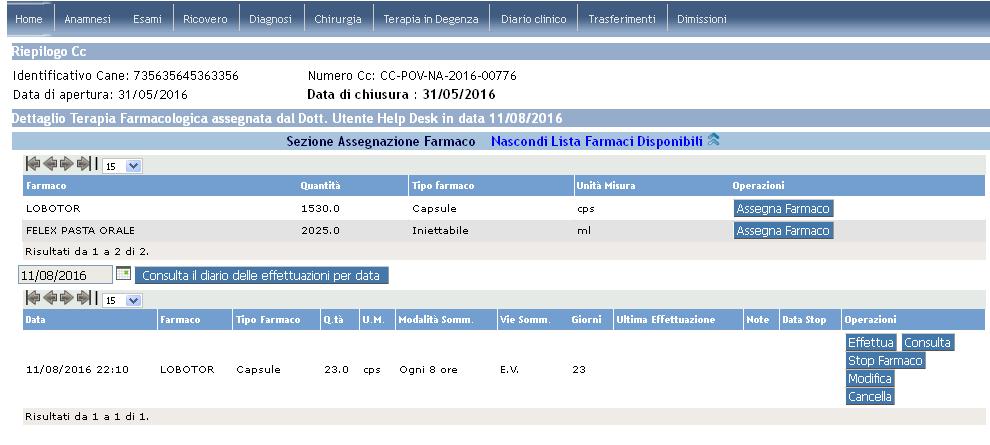 Home Anamnesi Esami Ricovero Diagnosi Chirurgia Terapia in Degenza Diario clinico Trasferimenti Dimissioni
Riepilogo Cc
Identificativo Cane: 735635645363356 Numero Cc: CC-POV-NA-2016-00776
Data di apertura: 31/05/2016 Data di chiusura : 31/05/2016
Dettaglio Terapia Farmacologica assegnata dal Dott. Utente Help Desk in data 11/08/2016
Sezione Assegnazione Farmaco Nascondi Lista Farmaci Disponibili
15
Farmaco Quantità Tipo farmaco Unità Misura Operazioni
LOBOTOR 1530.0 Capsule cps Assegna Farmaco
FELEX PASTA ORALE 2025.0 Iniettabile ml Assegna Farmaco
Risultati da 1 a 2 di 2.
11/08/2016 Consulta il diario delle effettuazioni per data
15
Data Farmaco Tipo Farmaco Q.tà U.M. Modalità Somm. Vie Somm. Giorni Ultima Effettuazione Note Data Stop Operazioni
11/08/2016 22:10 LOBOTOR Capsule 23.0 cps Ogni 8 ore E.V. 23 Effettua Consulta
Stop Farmaco
Modifica
Cancella
Risultati da 1 a 1 di 1.